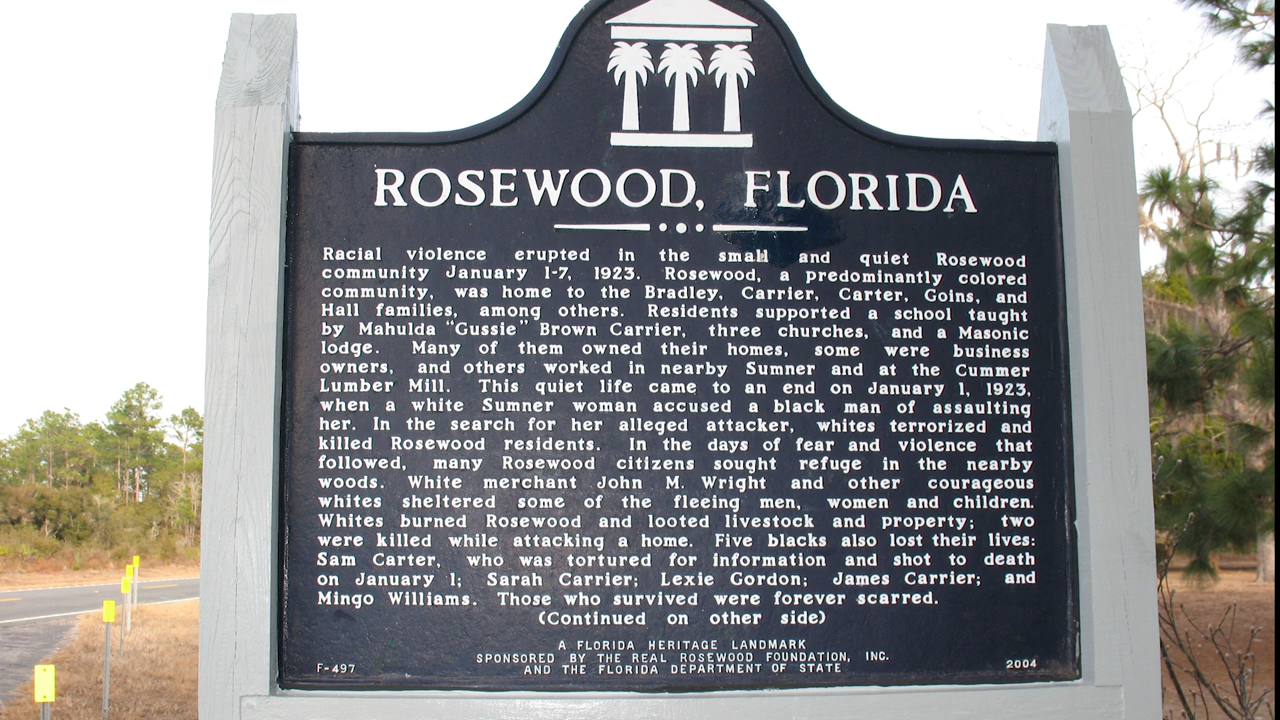 ROSEWOOD, FLORIDA
Racial violence erupted in the small and quiet Rosewood
community January 1-7, 1923. Rosewood, a predominantly colored
community, was home to the Bradley, Carrier, Carter, Goins, and
Hall families, among others. Residents supported a school taught
by Mahulda "Gussie" Brown Carrier, three churches, and a Masonic
lodge. Many of them owned their homes, some were business
owners, and others worked in nearby Sumner and at the Cummer
Lumber Mill. This quiet life came to an end on January 1, 1923,
when a white Sumner woman accused a black man of assaulting
her. In the search for her alleged attacker, whites terrorized and
killed Rosewood residents. In the days of fear and violence that
followed, many Rosewood citizens sought refuge in the nearby
woods. White merchant John M. Wright and other courageous
whites sheltered some of the fleeing men, women and children.
Whites burned Rosewood and looted livestock and property; two
were killed while attacking a home. Five blacks also lost their lives:
Sam Carter, who was tortured for information and shot to death
on January 1; Sarah Carrier; Lexie Gordon; James Carrier; and
Mingo Williams. Those who survived were forever scarred.
(Continued on other side)
A FLORIDA HERITAGE LANDMARK
SPONSORED BY THE REAL ROSEWOOD FOUNDATION, INC.
F-497 AND THE FLORIDA DEPARTMENT OF STATE 2004